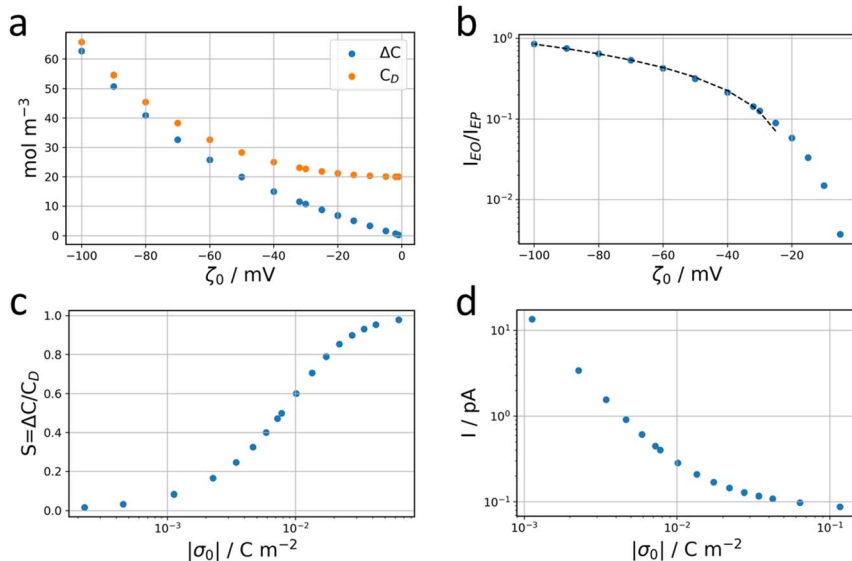 a
60
50
40
30
20
10
0
mol m⁻³
ΔC
C_D
−100 −80 −60 −40 −20 0
ζ₀ / mV
b
10⁰
10⁻¹
10⁻²
I_EO/I_EP
−100 −80 −60 −40 −20
ζ₀ / mV
c
1.0
0.8
0.6
0.4
0.2
0.0
S=ΔC/C_D
10⁻³ 10⁻²
|σ₀| / C m⁻²
d
10¹
10⁰
10⁻¹
I / pA
10⁻³ 10⁻² 10⁻¹
|σ₀| / C m⁻²